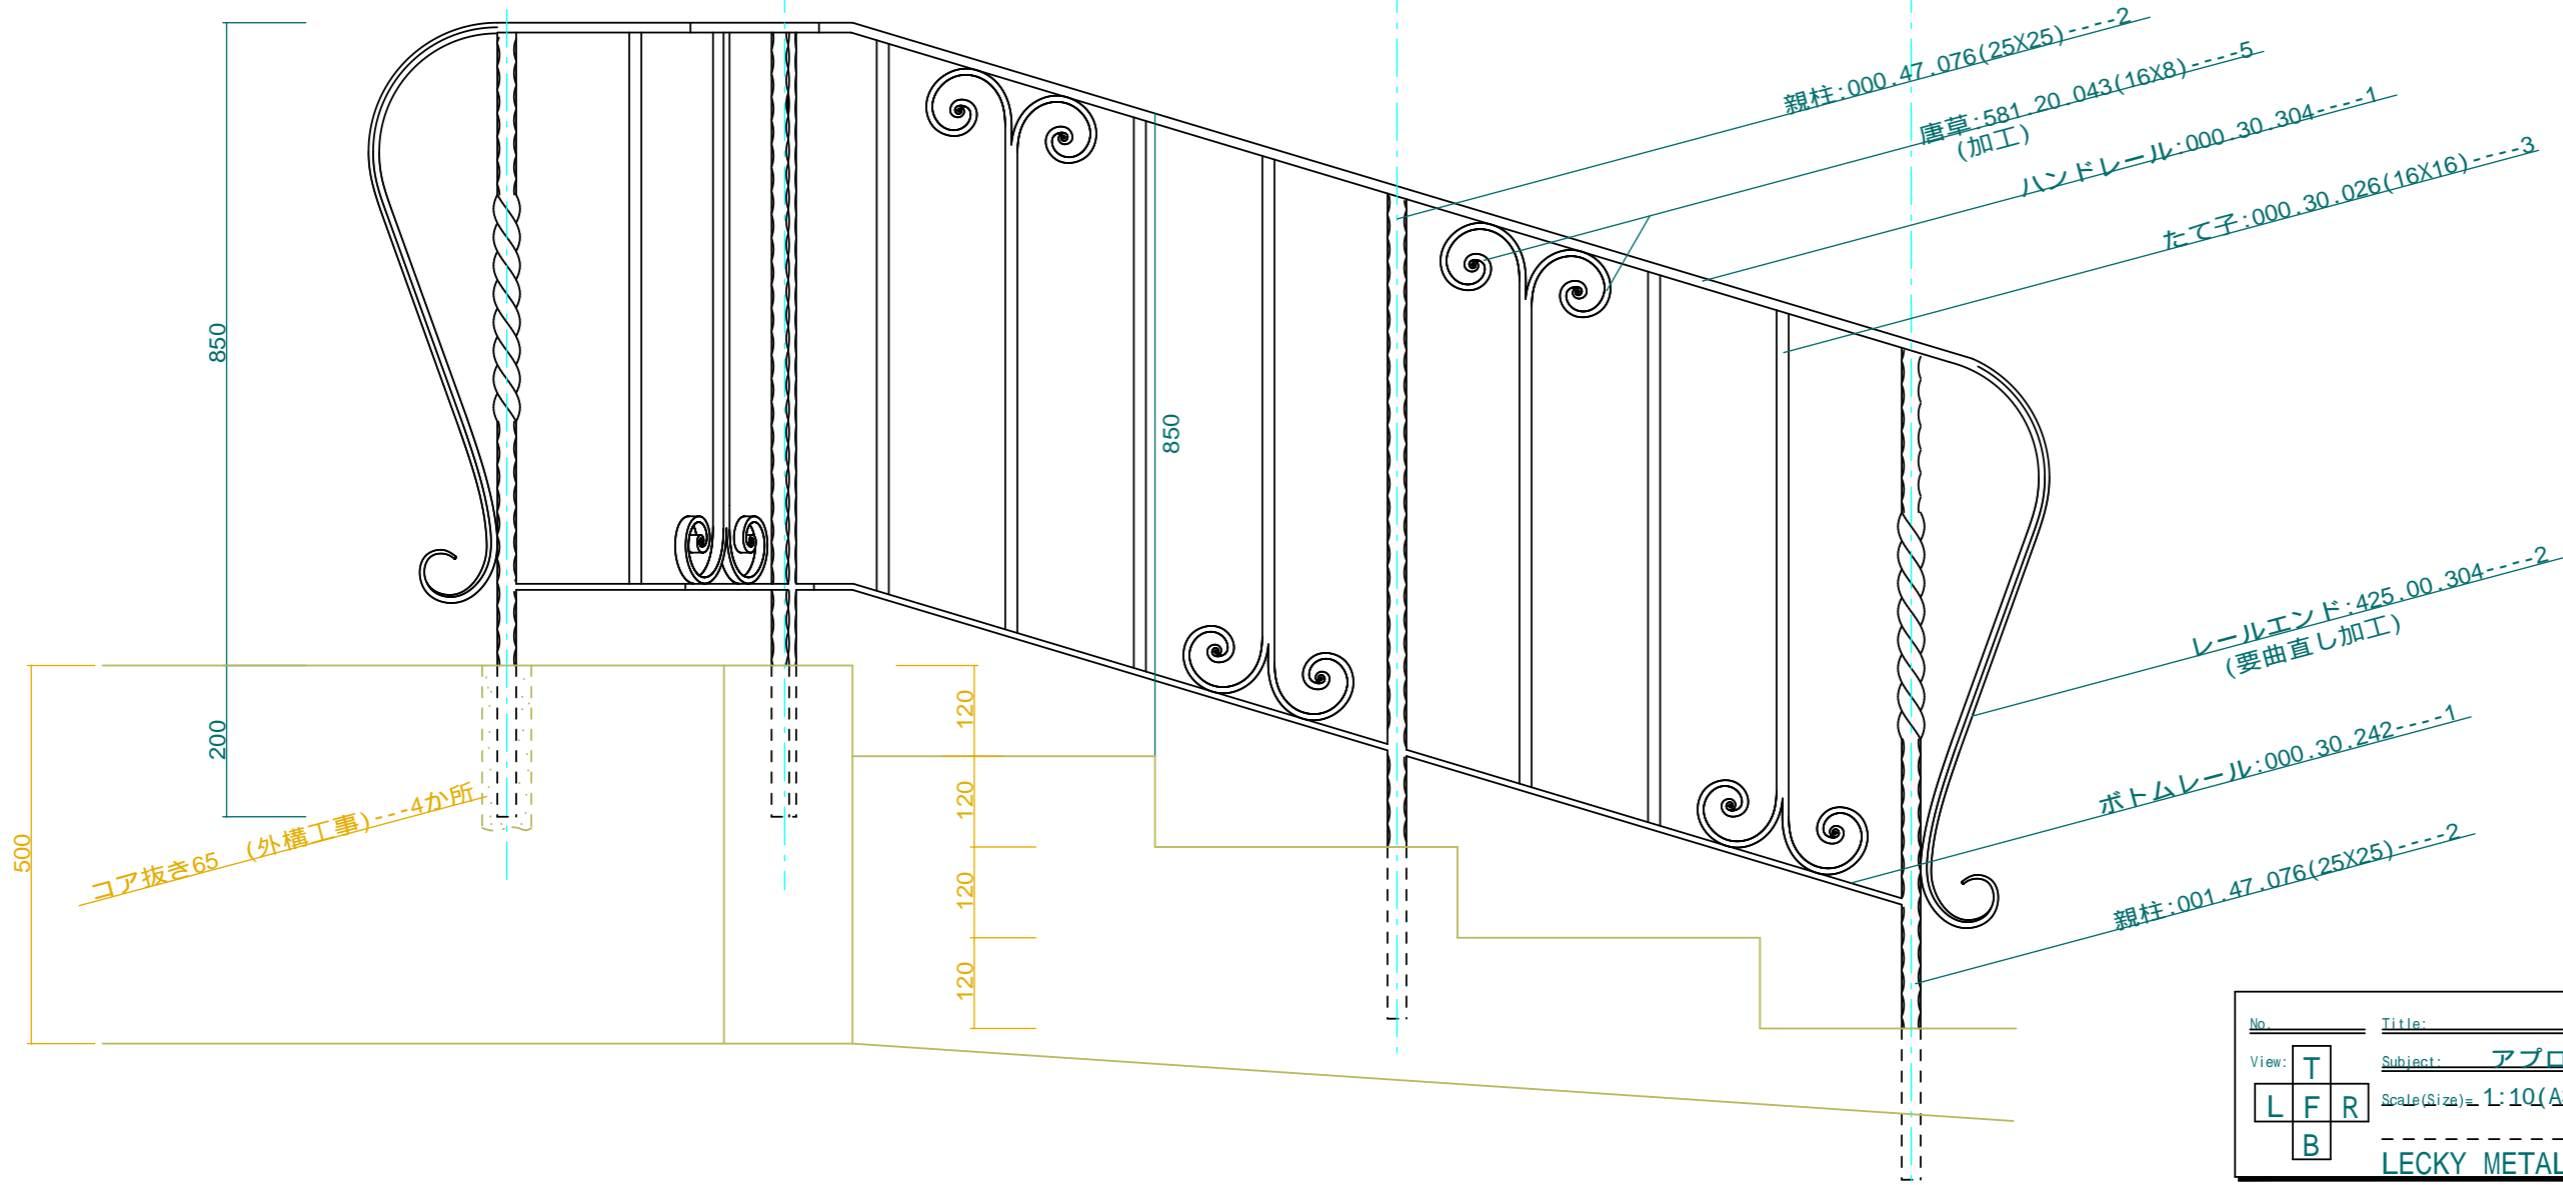 親柱:000.47.076(25X25)----2
唐草:581.20.043(16X8)----5
(加工)
ハンドレール:000.30.304----1
たて子:000.30.026(16X16)----3
850
850
レールエンド:425.00.304----2
(要曲直し加工)
ボトムレール:000.30.242----1
親柱:001.47.076(25X25)----2
200
コア抜き65 (外構工事)---4か所
500
120
120
120
120
No.
Title:
View:
T
L F R
B
Subject: アプロ
Scale(Size)= 1:10(A
LECKY METAL